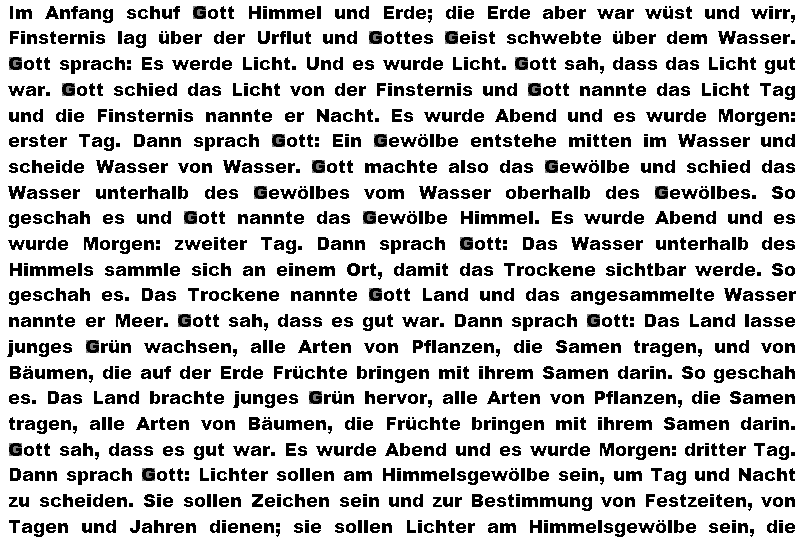 Im Anfang schuf Gott Himmel und Erde; die Erde aber war wüst und wirr,
Finsternis lag über der Urflut und Gottes Geist schwebte über dem Wasser.
Gott sprach: Es werde Licht. Und es wurde Licht. Gott sah, dass das Licht gut
war. Gott schied das Licht von der Finsternis und Gott nannte das Licht Tag
und die Finsternis nannte er Nacht. Es wurde Abend und es wurde Morgen:
erster Tag. Dann sprach Gott: Ein Gewölbe entstehe mitten im Wasser und
scheide Wasser von Wasser. Gott machte also das Gewölbe und schied das
Wasser unterhalb des Gewölbes vom Wasser oberhalb des Gewölbes. So
geschah es und Gott nannte das Gewölbe Himmel. Es wurde Abend und es
wurde Morgen: zweiter Tag. Dann sprach Gott: Das Wasser unterhalb des
Himmels sammle sich an einem Ort, damit das Trockene sichtbar werde. So
geschah es. Das Trockene nannte Gott Land und das angesammelte Wasser
nannte er Meer. Gott sah, dass es gut war. Dann sprach Gott: Das Land lasse
junges Grün wachsen, alle Arten von Pflanzen, die Samen tragen, und von
Bäumen, die auf der Erde Früchte bringen mit ihrem Samen darin. So geschah
es. Das Land brachte junges Grün hervor, alle Arten von Pflanzen, die Samen
tragen, alle Arten von Bäumen, die Früchte bringen mit ihrem Samen darin.
Gott sah, dass es gut war. Es wurde Abend und es wurde Morgen: dritter Tag.
Dann sprach Gott: Lichter sollen am Himmelsgewölbe sein, um Tag und Nacht
zu scheiden. Sie sollen Zeichen sein und zur Bestimmung von Festzeiten, von
Tagen und Jahren dienen; sie sollen Lichter am Himmelsgewölbe sein, die